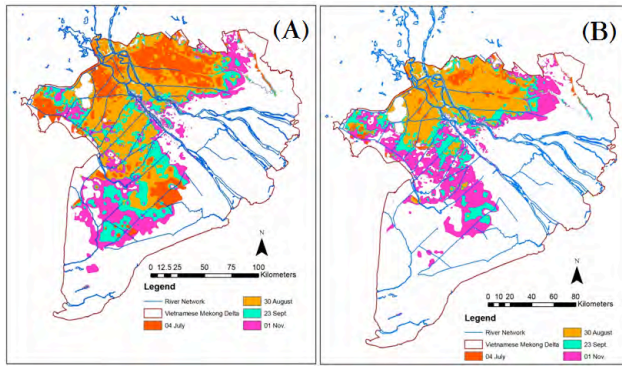 (A)
N
0 12.5 25 50 75 100
Kilometers
Legend
River Network
Vietnamese Mekong Delta
04 July
30 August
23 Sept
01 Nov.
(B)
N
0 10 20 40 60 80
Kilometers
Legend
River Network
Vietnamese Mekong Delta
04 July
30 August
23 Sept.
01 Nov.